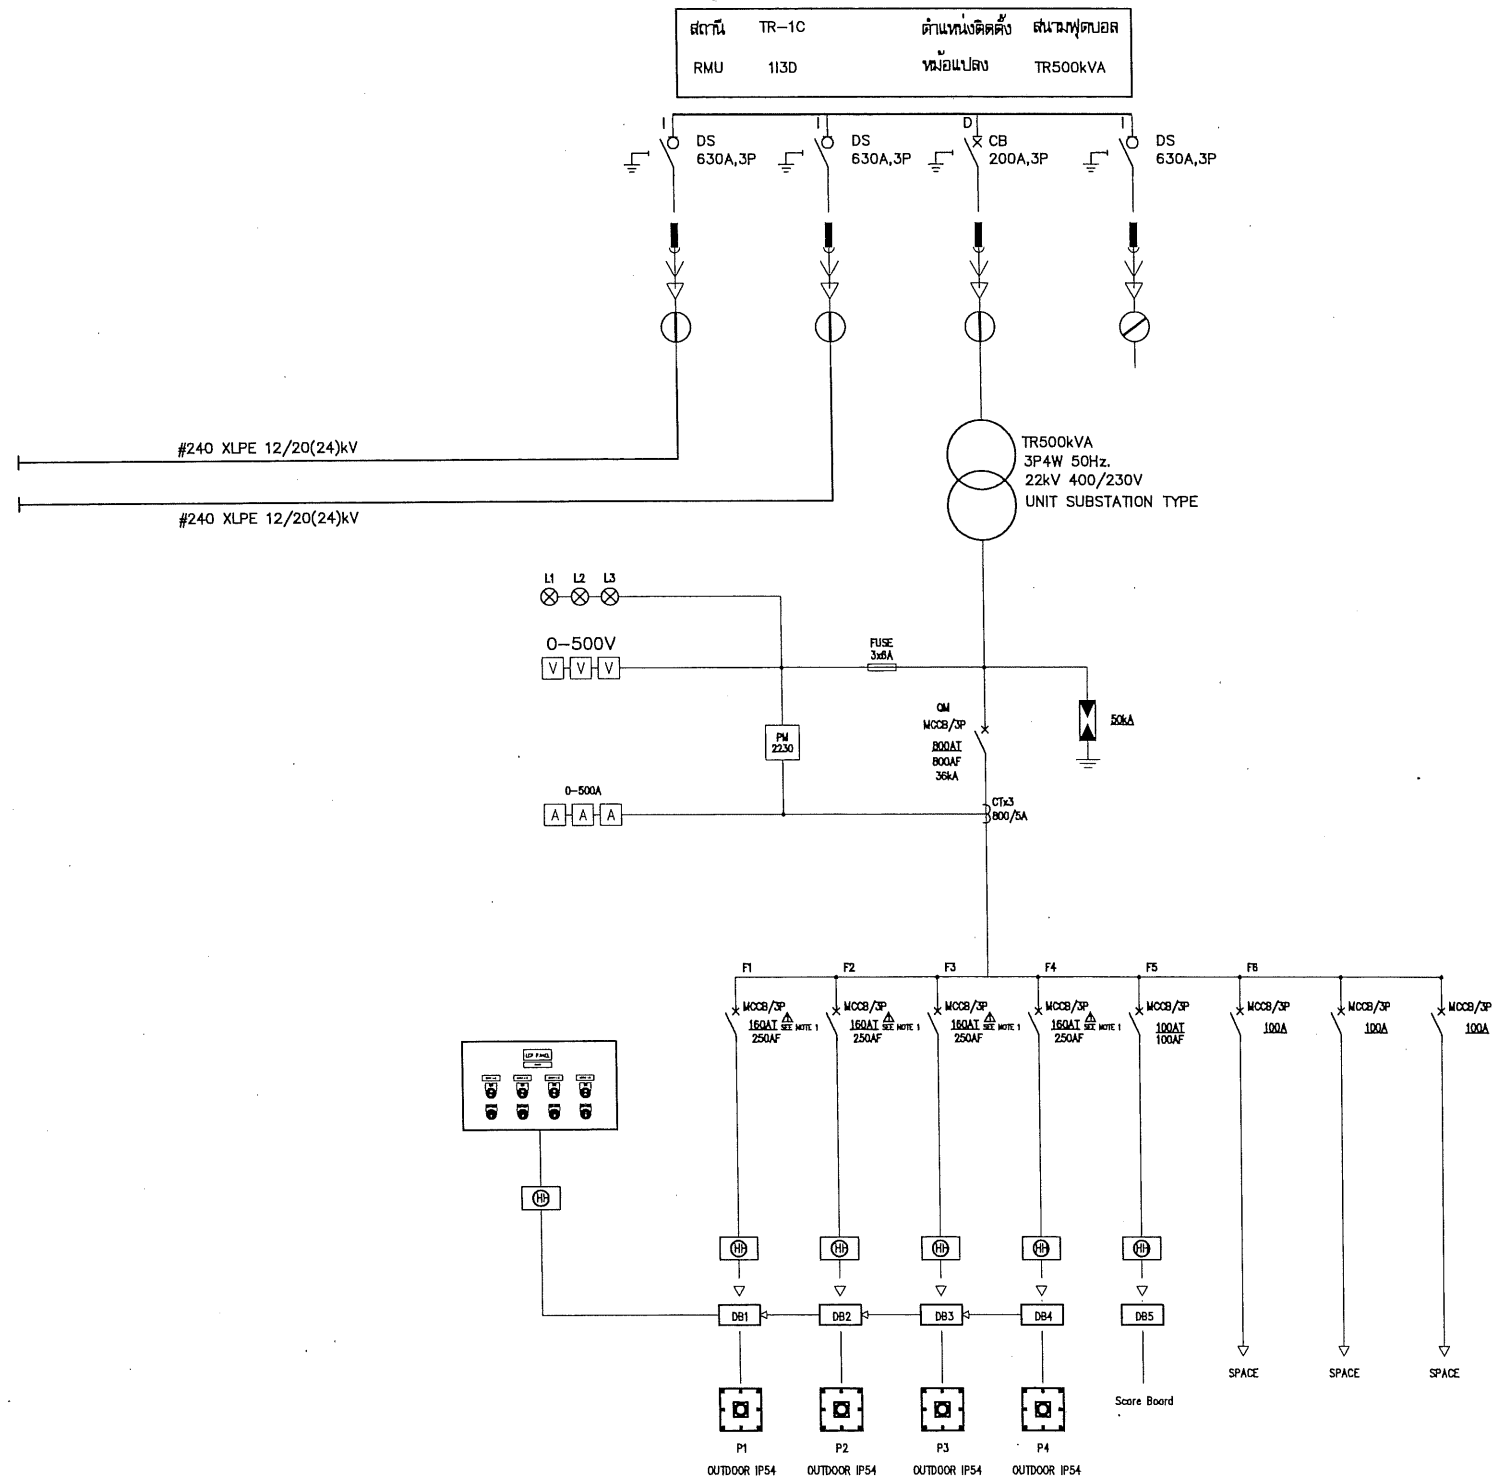 สถานี TR-1C ตำแหน่งติดตั้ง สนามฟุตบอล
RMU 1I3D หม้อแปลง TR500kVA
I I D I
DS DS CB DS
630A,3P 630A,3P 200A,3P 630A,3P
#240 XLPE 12/20(24)kV
#240 XLPE 12/20(24)kV
TR500kVA
3P4W 50Hz.
22kV 400/230V
UNIT SUBSTATION TYPE
L1 L2 L3
0-500V
V V V
FUSE
3x6A
QM
MCCB/3P
800AT
800AF
36kA
50kA
PM
2230
0-500A
A A A
CTx3
800/5A
F1 F2 F3 F4 F5 F6
MCCB/3P MCCB/3P MCCB/3P MCCB/3P MCCB/3P MCCB/3P MCCB/3P MCCB/3P
160AT SEE NOTE 1 160AT SEE NOTE 1 160AT SEE NOTE 1 160AT SEE NOTE 1 100AT 100A 100A 100A
250AF 250AF 250AF 250AF 100AF
LCP PANEL
HH
HH HH HH HH HH
DB1 DB2 DB3 DB4 DB5
SPACE SPACE SPACE
Score Board
P1 P2 P3 P4
OUTDOOR IP54 OUTDOOR IP54 OUTDOOR IP54 OUTDOOR IP54